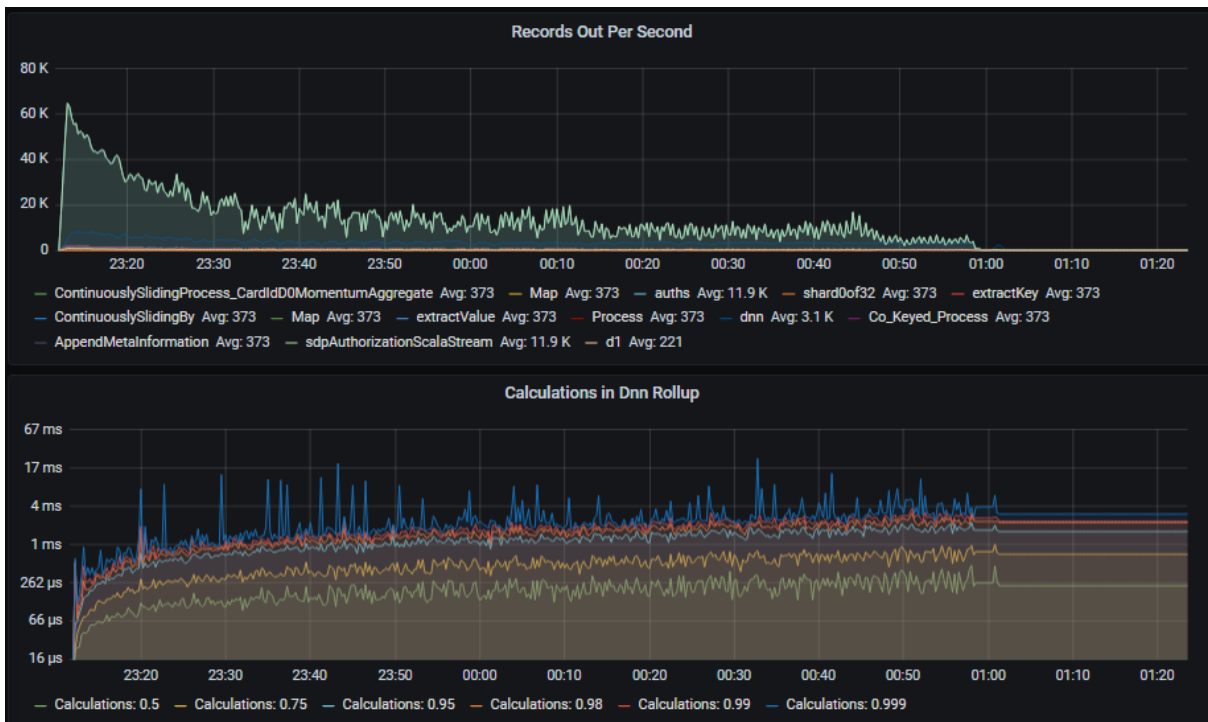 Records Out Per Second
80 K
60 K
40 K
20 K
0
23:20 23:30 23:40 23:50 00:00 00:10 00:20 00:30 00:40 00:50 01:00 01:10 01:20
ContinuouslySlidingProcess_CardIdD0MomentumAggregate Avg: 373 Map Avg: 373 auths Avg: 11.9 K shard0of32 Avg: 373 extractKey Avg: 373
ContinuouslySlidingBy Avg: 373 Map Avg: 373 extractValue Avg: 373 Process Avg: 373 dnn Avg: 3.1 K Co_Keyed_Process Avg: 373
AppendMetaInformation Avg: 373 sdpAuthorizationScalaStream Avg: 11.9 K d1 Avg: 221
Calculations in Dnn Rollup
67 ms
17 ms
4 ms
1 ms
262 µs
66 µs
16 µs
23:20 23:30 23:40 23:50 00:00 00:10 00:20 00:30 00:40 00:50 01:00 01:10 01:20
Calculations: 0.5 Calculations: 0.75 Calculations: 0.95 Calculations: 0.98 Calculations: 0.99 Calculations: 0.999